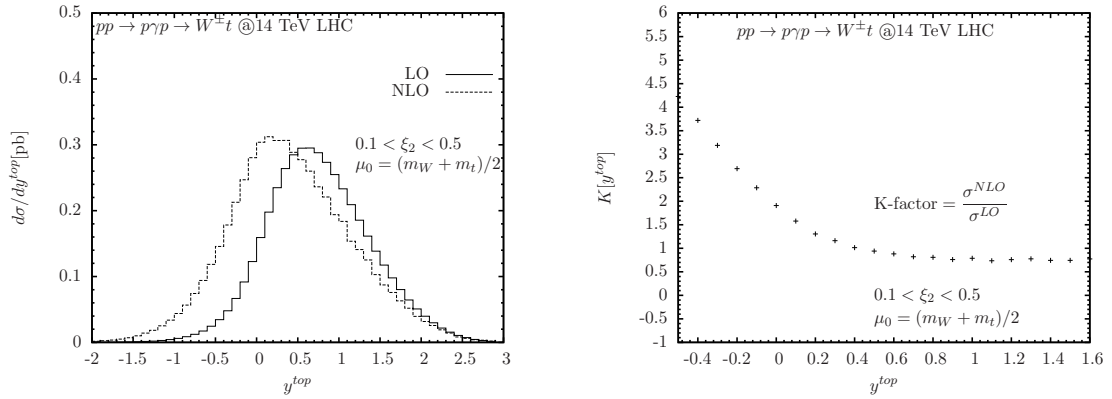 pp → pγp → W±t @14 TeV LHC
LO
NLO
0.1 < ξ₂ < 0.5
μ₀ = (m_W + m_t)/2
dσ/dy^{top}[pb]
0.5
0.4
0.3
0.2
0.1
0
-2 -1.5 -1 -0.5 0 0.5 1 1.5 2 2.5 3
y^{top}
pp → pγp → W±t @14 TeV LHC
K-factor = σ^{NLO}/σ^{LO}
0.1 < ξ₂ < 0.5
μ₀ = (m_W + m_t)/2
K[y^{top}]
6
5.5
5
4.5
4
3.5
3
2.5
2
1.5
1
0.5
0
-0.5
-1
-0.4 -0.2 0 0.2 0.4 0.6 0.8 1 1.2 1.4 1.6
y^{top}